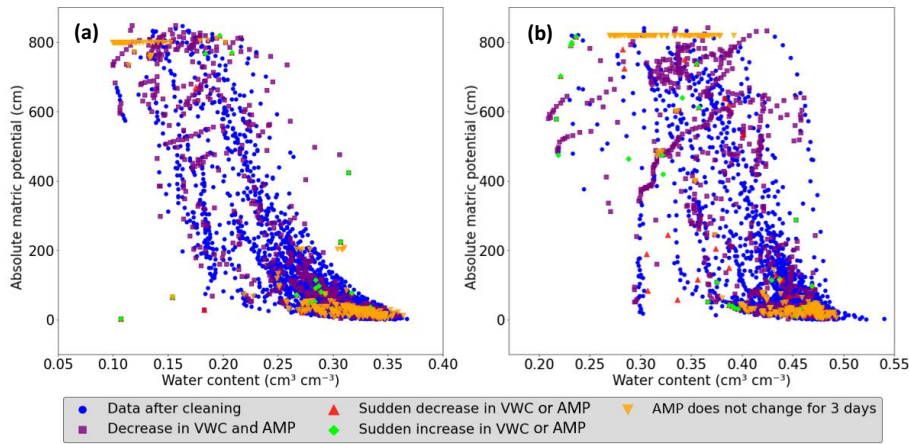 (a)
(b)
Absolute matric potential (cm)
800
600
400
200
0
0.05 0.10 0.15 0.20 0.25 0.30 0.35 0.40
Water content (cm³ cm⁻³)
Absolute matric potential (cm)
800
600
400
200
0
0.20 0.25 0.30 0.35 0.40 0.45 0.50 0.55
Water content (cm³ cm⁻³)
Data after cleaning
Decrease in VWC and AMP
Sudden decrease in VWC or AMP
Sudden increase in VWC or AMP
AMP does not change for 3 days